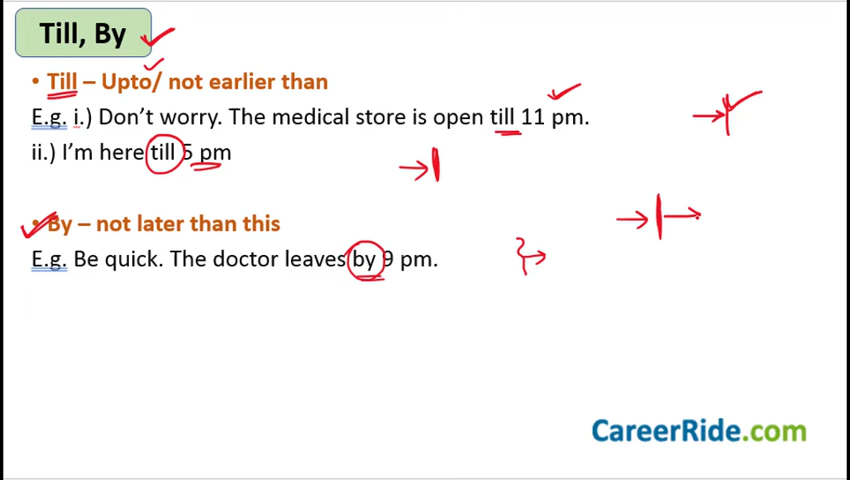 Till, By
• Till – Upto/ not earlier than
E.g. i.) Don’t worry. The medical store is open till 11 pm.
ii.) I’m here till 5 pm
• By – not later than this
E.g. Be quick. The doctor leaves by 9 pm.
CareerRide.com